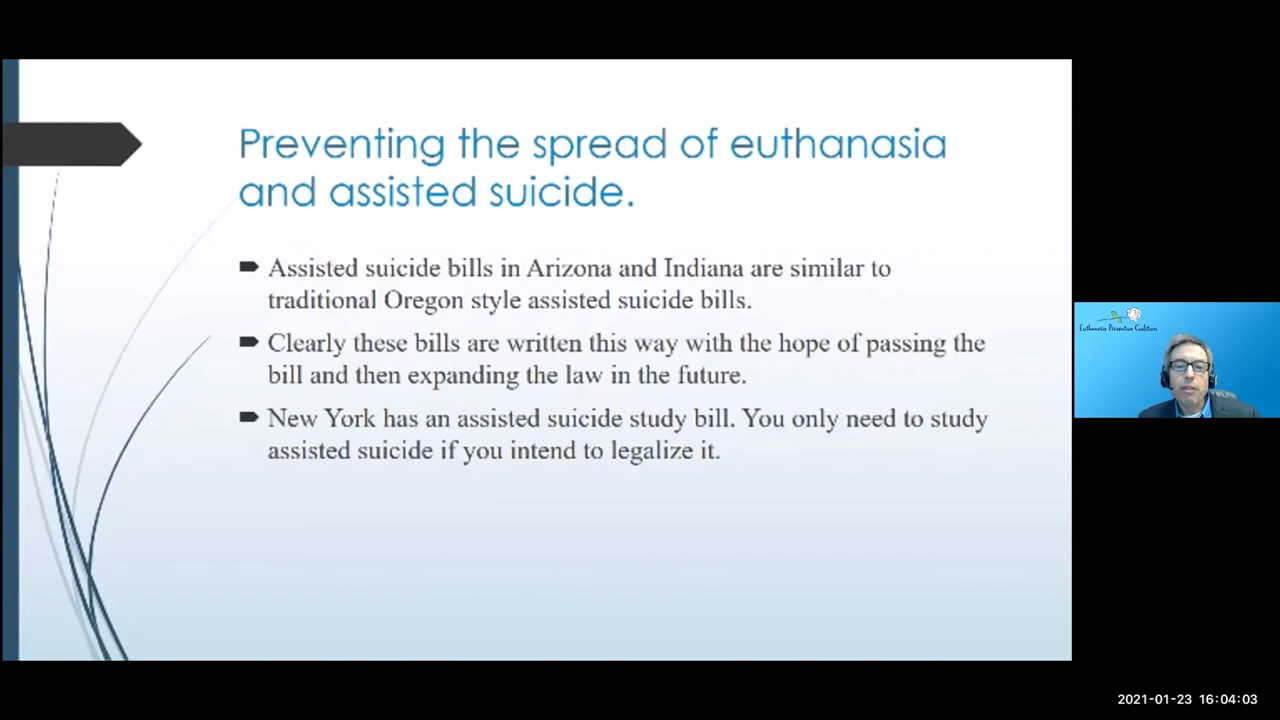 Preventing the spread of euthanasia
and assisted suicide.
Assisted suicide bills in Arizona and Indiana are similar to
traditional Oregon style assisted suicide bills.
Clearly these bills are written this way with the hope of passing the
bill and then expanding the law in the future.
New York has an assisted suicide study bill. You only need to study
assisted suicide if you intend to legalize it.
Euthanasia Prevention Coalition
2021-01-23 16:04:03